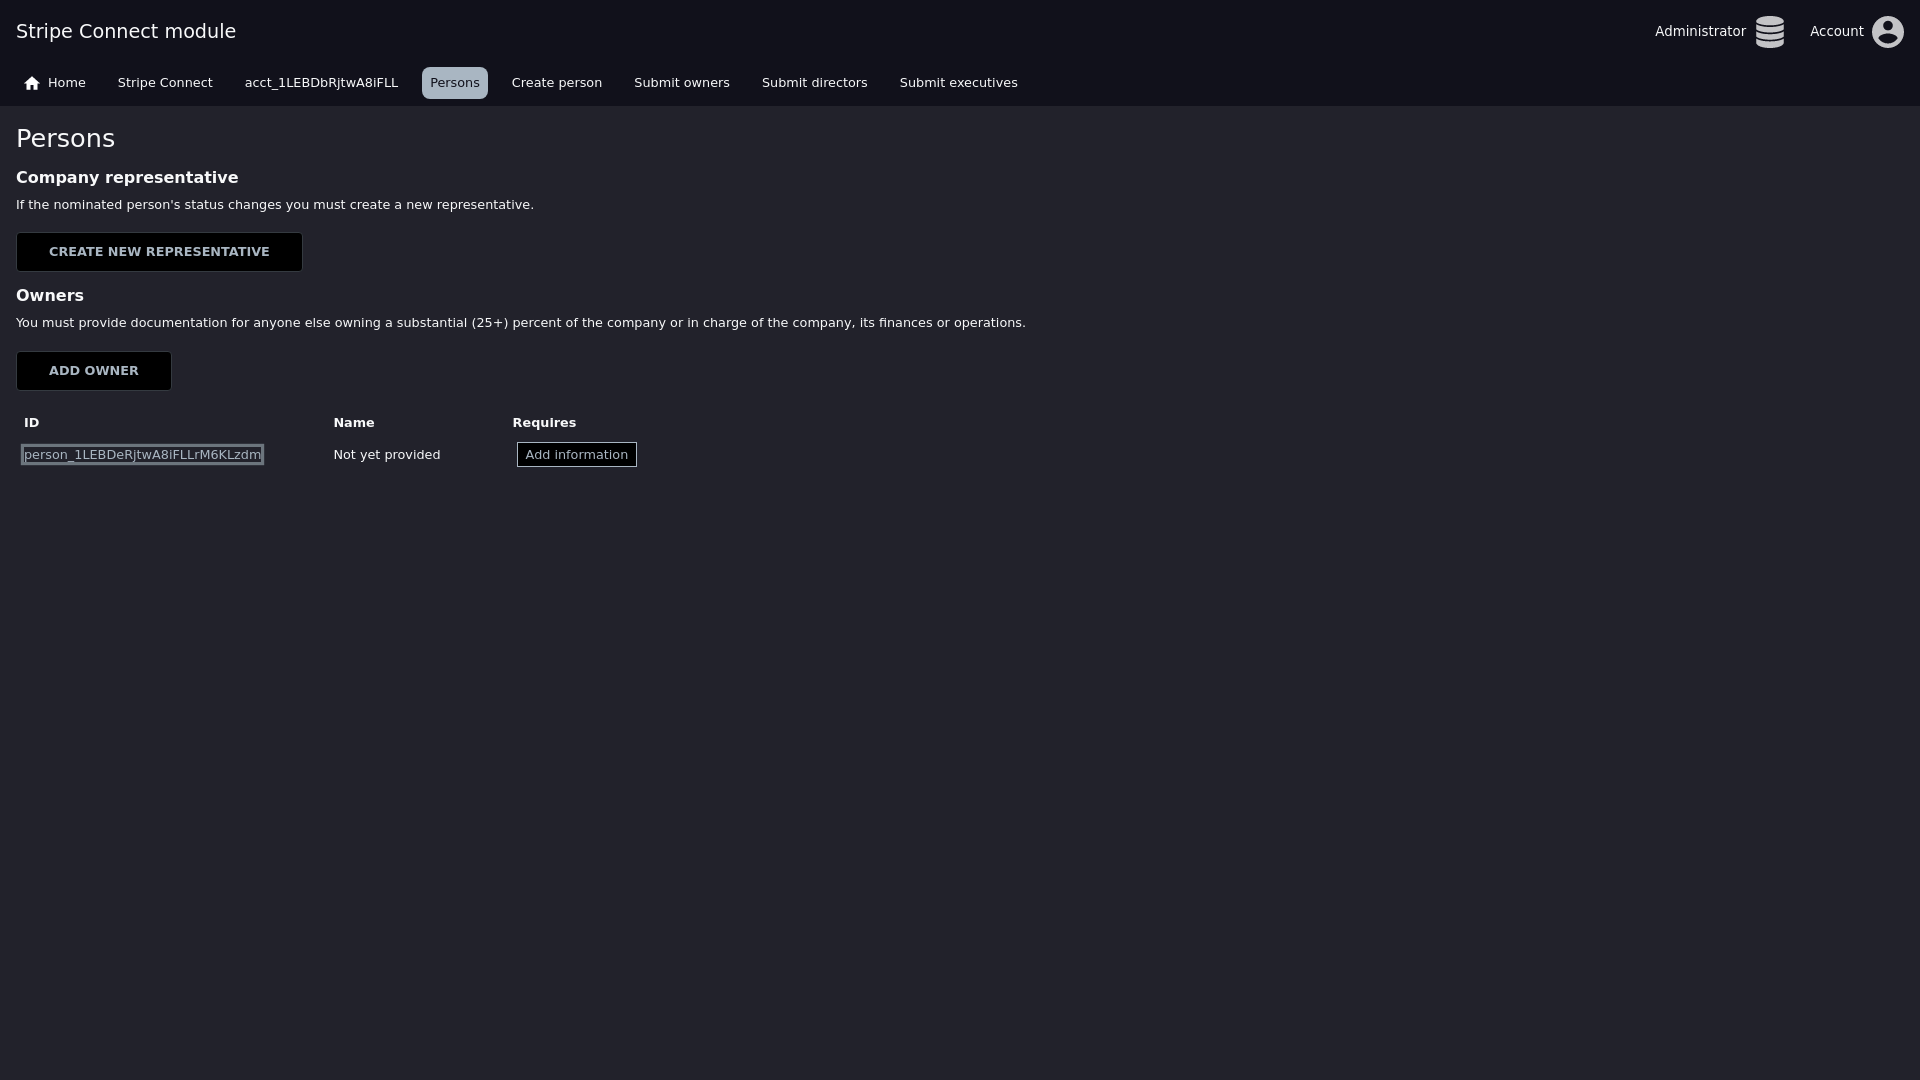 Stripe Connect module
Administrator
Account
Home
Stripe Connect
acct_1LEBDbRjtwA8iFLL
Persons
Create person
Submit owners
Submit directors
Submit executives
Persons
Company representative
If the nominated person's status changes you must create a new representative.
CREATE NEW REPRESENTATIVE
Owners
You must provide documentation for anyone else owning a substantial (25+) percent of the company or in charge of the company, its finances or operations.
ADD OWNER
ID Name Requires
person_1LEBDeRjtwA8iFLLrM6KLzdm Not yet provided Add information